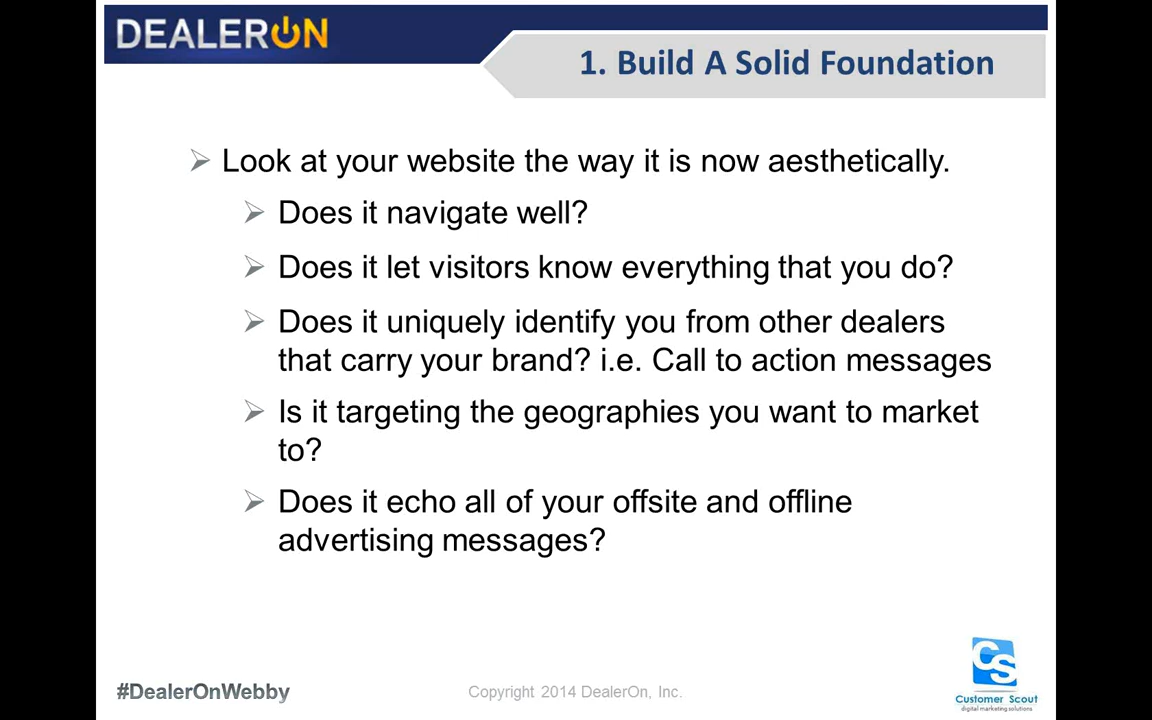 DEALERON
1. Build A Solid Foundation
Look at your website the way it is now aesthetically.
Does it navigate well?
Does it let visitors know everything that you do?
Does it uniquely identify you from other dealers
that carry your brand? i.e. Call to action messages
Is it targeting the geographies you want to market
to?
Does it echo all of your offsite and offline
advertising messages?
#DealerOnWebby
Copyright 2014 DealerOn, Inc.
CS
Customer Scout
digital marketing solutions